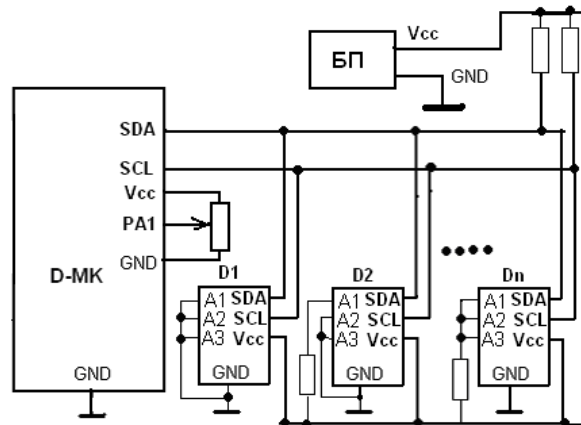 Vcc
БП
GND
SDA
SCL
Vcc
PA1
GND
D-МК
GND
D1
D2
Dn
A1 SDA
A2 SCL
A3 Vcc
GND
A1 SDA
A2 SCL
A3 Vcc
GND
A1 SDA
A2 SCL
A3 Vcc
GND